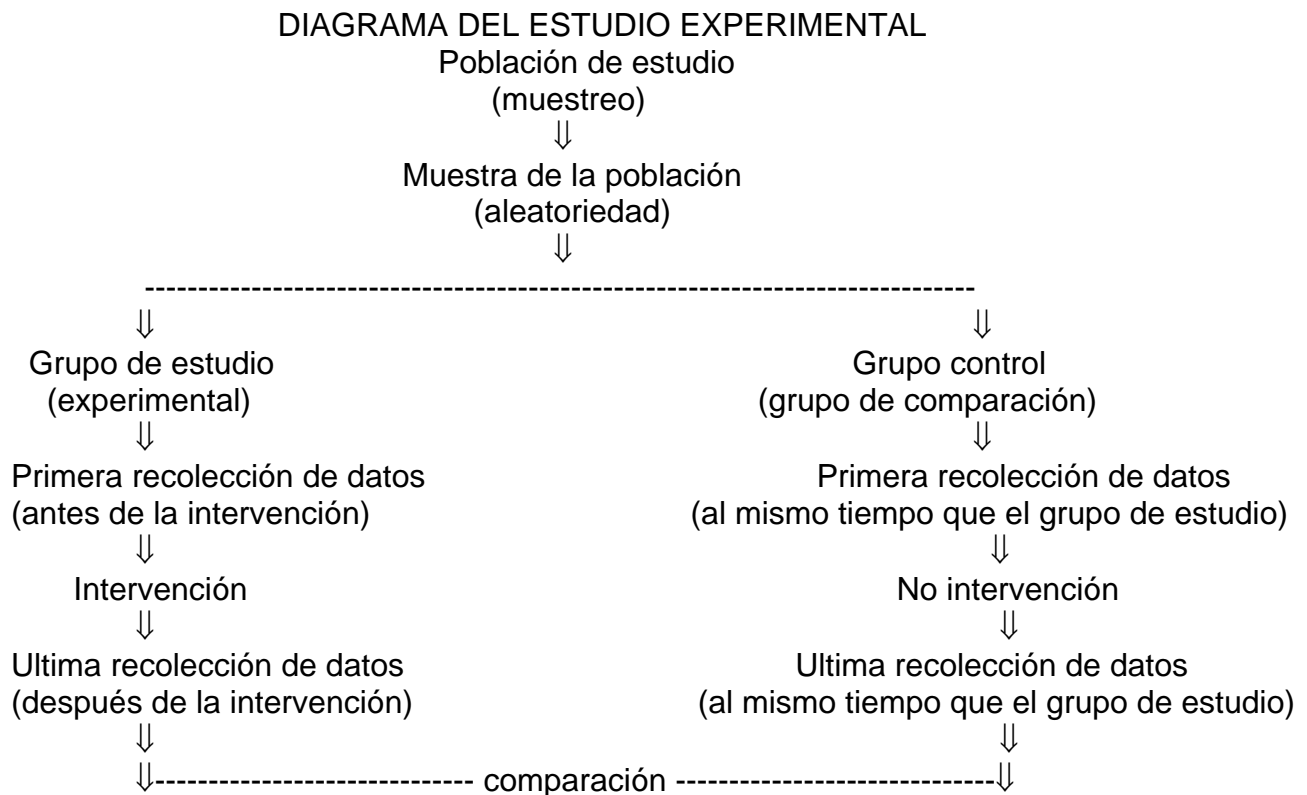 DIAGRAMA DEL ESTUDIO EXPERIMENTAL
Población de estudio
(muestreo)
⇓
Muestra de la población
(aleatoriedad)
⇓
------------------------------------------------------------------------------
⇓ ⇓
Grupo de estudio Grupo control
(experimental) (grupo de comparación)
⇓ ⇓
Primera recolección de datos Primera recolección de datos
(antes de la intervención) (al mismo tiempo que el grupo de estudio)
⇓ ⇓
Intervención No intervención
⇓ ⇓
Ultima recolección de datos Ultima recolección de datos
(después de la intervención) (al mismo tiempo que el grupo de estudio)
⇓ ⇓
⇓------------------------------ comparación ------------------------------⇓